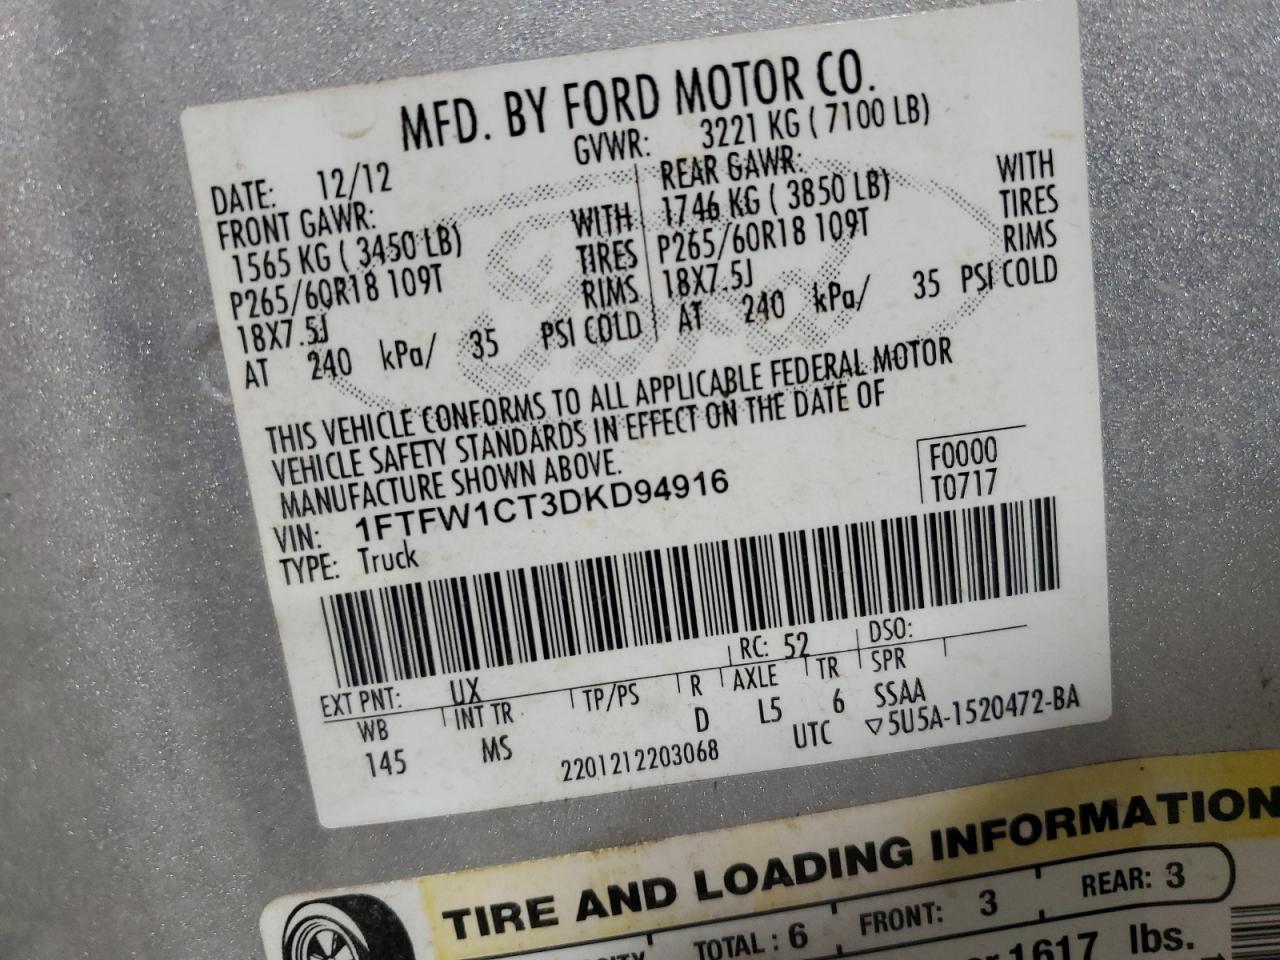 MFD. BY FORD MOTOR CO.
DATE: 12/12 GVWR: 3221 KG ( 7100 LB)
FRONT GAWR: REAR GAWR:
1565 KG ( 3450 LB) WITH 1746 KG ( 3850 LB) WITH
P265/60R18 109T TIRES P265/60R18 109T TIRES
18X7.5J RIMS 18X7.5J RIMS
AT 240 kPa/ 35 PSI COLD AT 240 kPa/ 35 PSI COLD
THIS VEHICLE CONFORMS TO ALL APPLICABLE FEDERAL MOTOR
VEHICLE SAFETY STANDARDS IN EFFECT ON THE DATE OF
MANUFACTURE SHOWN ABOVE.
VIN: 1FTFW1CT3DKD94916 F0000
TYPE: Truck T0717
EXT PNT: UX RC: 52 DSO:
WB INT TR TP/PS R AXLE TR SPR
145 MS D L5 6 SSAA
2201212203068 UTC ▽5U5A-1520472-BA
TIRE AND LOADING INFORMATION
TOTAL : 6 FRONT: 3 REAR: 3
1617 lbs.